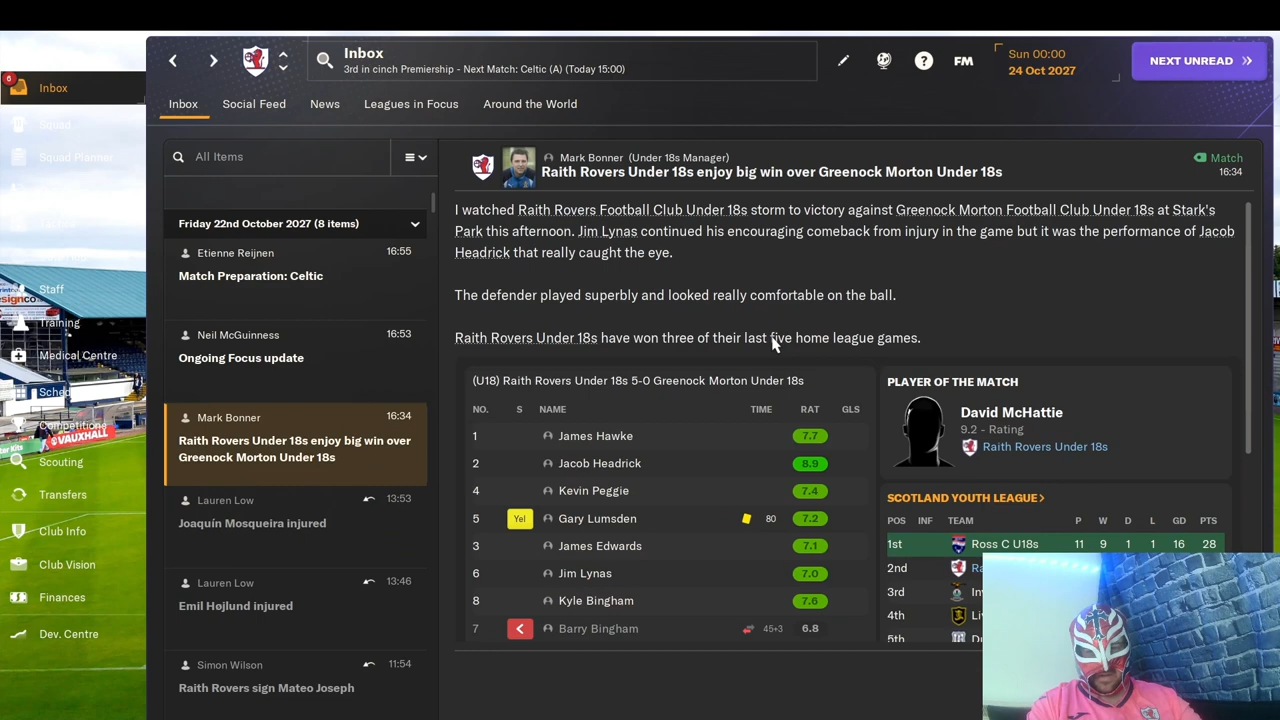 Inbox
3rd in cinch Premiership - Next Match: Celtic (A) (Today 15:00)
FM
Sun 00:00
24 Oct 2027
NEXT UNREAD
6
Inbox
Squad
Squad Planner
Staff
Training
Medical Centre
Sched
Competitions
Scouting
Transfers
Club Info
Club Vision
Finances
Dev. Centre
VAUXHALL
Inbox
Social Feed
News
Leagues in Focus
Around the World
All Items
Friday 22nd October 2027 (8 items)
Etienne Reijnen 16:55
Match Preparation: Celtic
Neil McGuinness 16:53
Ongoing Focus update
Mark Bonner 16:34
Raith Rovers Under 18s enjoy big win over
Greenock Morton Under 18s
Lauren Low 13:53
Joaquín Mosqueira injured
Lauren Low 13:46
Emil Højlund injured
Simon Wilson 11:54
Raith Rovers sign Mateo Joseph
Mark Bonner (Under 18s Manager)
Raith Rovers Under 18s enjoy big win over Greenock Morton Under 18s
Match
16:34
I watched Raith Rovers Football Club Under 18s storm to victory against Greenock Morton Football Club Under 18s at Stark's
Park this afternoon. Jim Lynas continued his encouraging comeback from injury in the game but it was the performance of Jacob
Headrick that really caught the eye.
The defender played superbly and looked really comfortable on the ball.
Raith Rovers Under 18s have won three of their last five home league games.
(U18) Raith Rovers Under 18s 5-0 Greenock Morton Under 18s
NO. S NAME TIME RAT GLS
1 James Hawke 7.7
2 Jacob Headrick 8.9
4 Kevin Peggie 7.4
5 Yel Gary Lumsden 80 7.2
3 James Edwards 7.1
6 Jim Lynas 7.0
8 Kyle Bingham 7.6
7 Barry Bingham 45+3 6.8
PLAYER OF THE MATCH
David McHattie
9.2 - Rating
Raith Rovers Under 18s
SCOTLAND YOUTH LEAGUE>
POS INF TEAM P W D L GD PTS
1st Ross C U18s 11 9 1 1 16 28
2nd Ra
3rd In
4th Li
5th Du